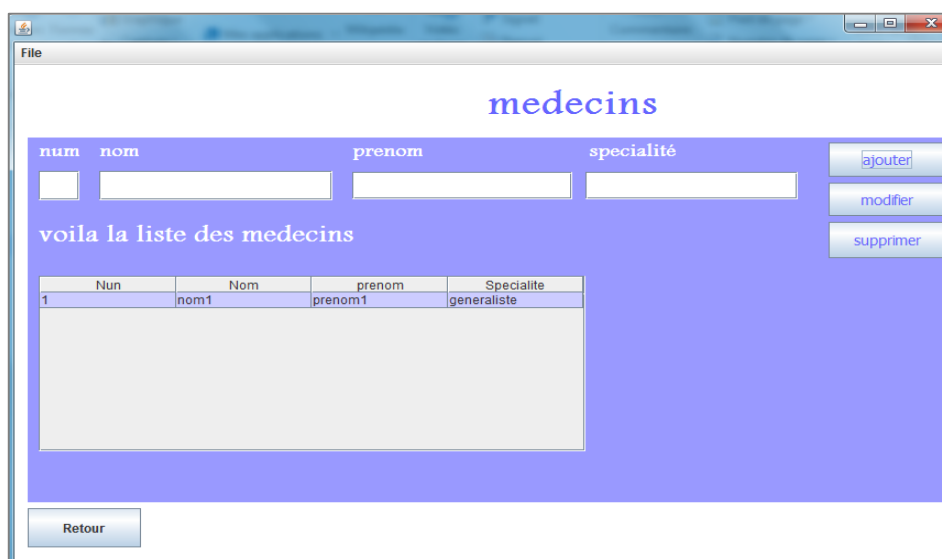 File
medecins
num nom prenom specialité
ajouter
modifier
voila la liste des medecins
supprimer
Nun Nom prenom Specialite
1 nom1 prenom1 generaliste
Retour